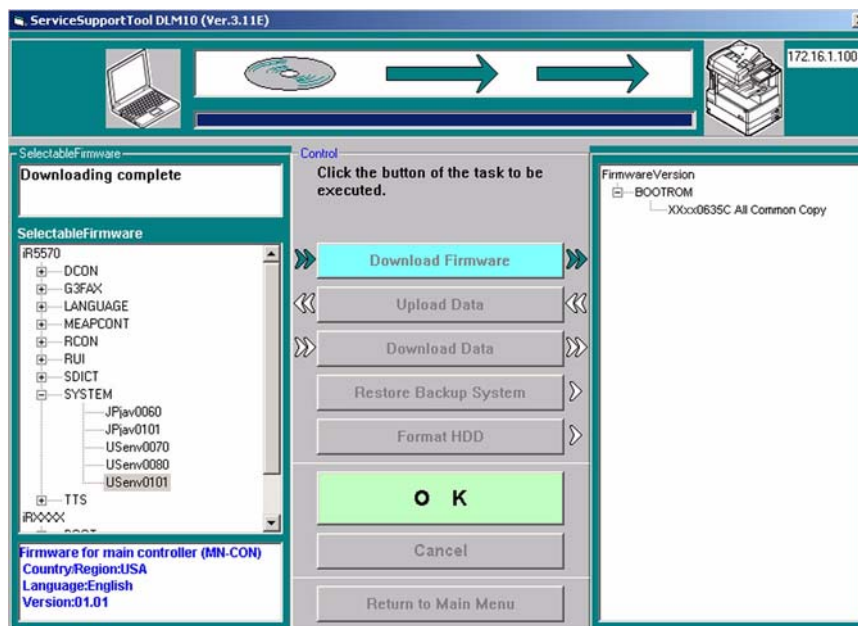 ServiceSupportTool DLM10 (Ver.3.11E)
172.16.1.100
SelectableFirmware
Downloading complete
SelectableFirmware
iR5570
DCON
G3FAX
LANGUAGE
MEAPCONT
RCON
RUI
SDICT
SYSTEM
JPjav0060
JPjav0101
USenv0070
USenv0080
USenv0101
TTS
iRXXXX
Firmware for main controller (MN-CON)
Country/Region:USA
Language:English
Version:01.01
Control
Click the button of the task to be
executed.
Download Firmware
Upload Data
Download Data
Restore Backup System
Format HDD
O K
Cancel
Return to Main Menu
FirmwareVersion
BOOTROM
XXxx0635C All Common Copy